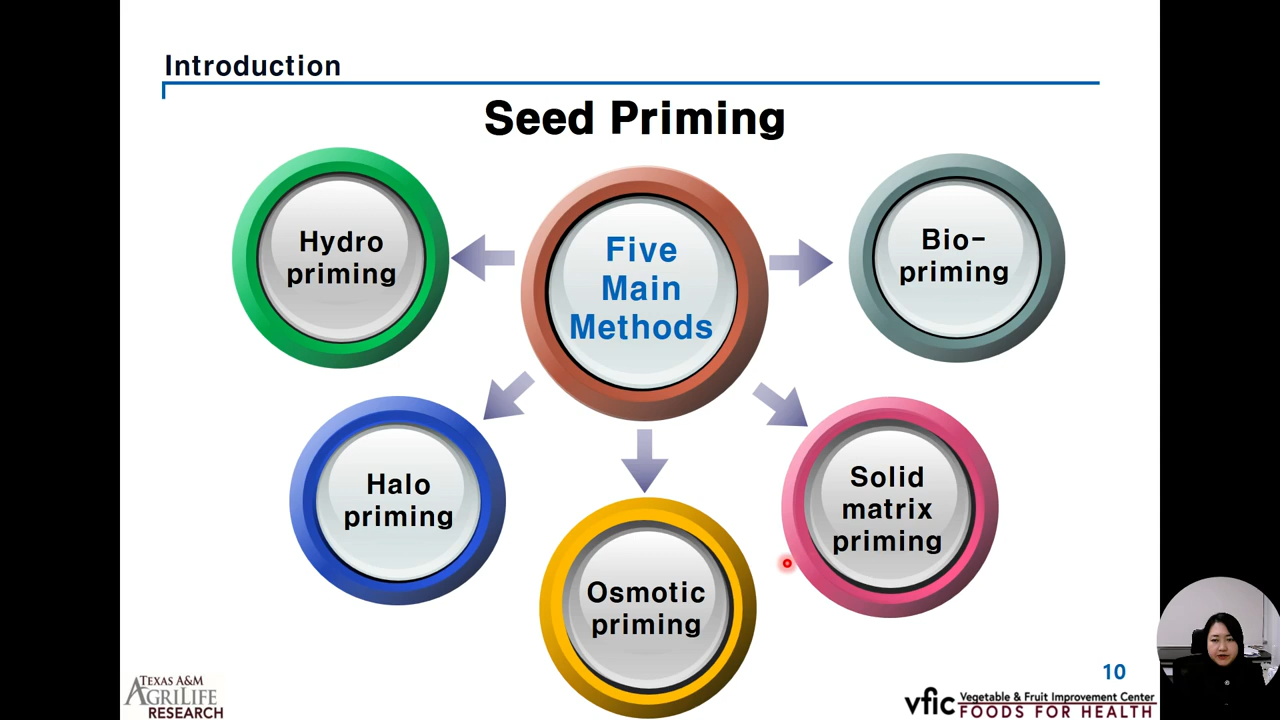 Introduction
Seed Priming
Hydro
priming
Five
Main
Methods
Bio-
priming
Halo
priming
Osmotic
priming
Solid
matrix
priming
10
TEXAS A&M
AGRILIFE
RESEARCH
vfic Vegetable & Fruit Improvement Center
FOODS FOR HEALTH